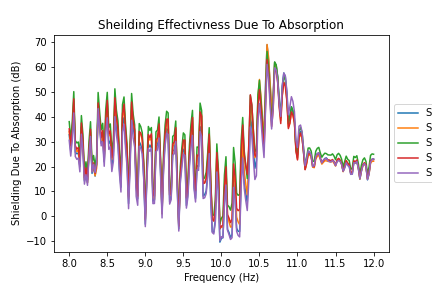 Sheilding Effectivness Due To Absorption
Shielding Due To Absorption (dB)
70
60
50
40
30
20
10
0
−10
8.0 8.5 9.0 9.5 10.0 10.5 11.0 11.5 12.0
Frequency (Hz)
S
S
S
S
S